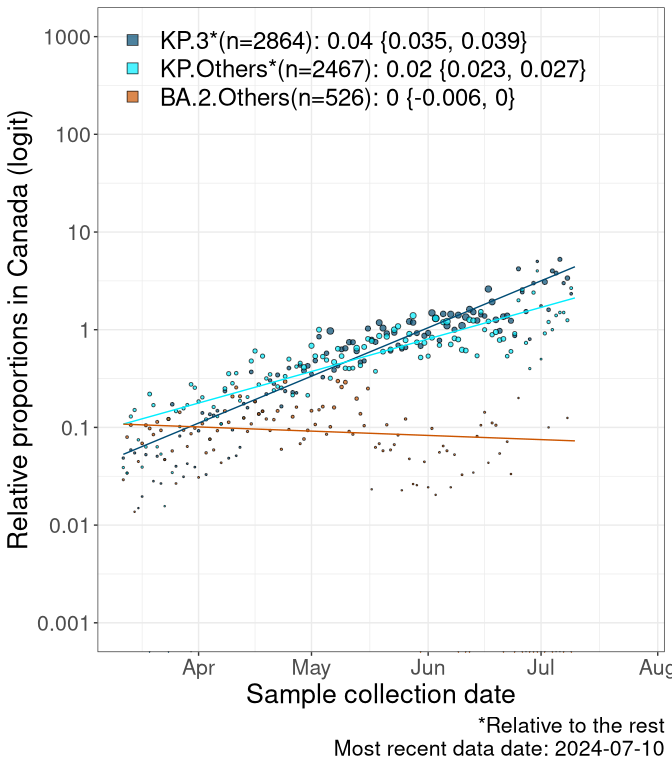 KP.3*(n=2864): 0.04 {0.035, 0.039}
KP.Others*(n=2467): 0.02 {0.023, 0.027}
BA.2.Others(n=526): 0 {-0.006, 0}
Relative proportions in Canada (logit)
1000
100
10
1
0.1
0.01
0.001
Apr May Jun Jul Aug
Sample collection date
*Relative to the rest
Most recent data date: 2024-07-10